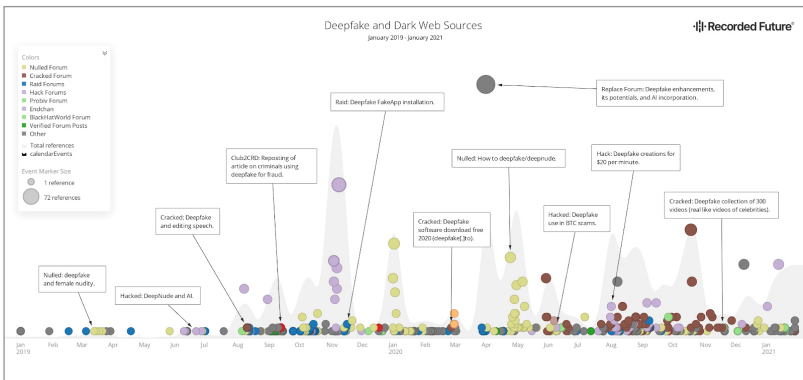 Deepfake and Dark Web Sources
January 2019 - January 2021
Recorded Future®
Colors
Nulled Forum
Cracked Forum
Raid Forums
Hack Forums
Probiv Forum
Endchan
BlackHatWorld Forum
Verified Forum Posts
Other
Total references
calendarEvents
Event Marker Size
1 reference
72 references
Raid: Deepfake FakeApp installation.
Replace Forum: Deepfake enhancements,
its potentials, and AI incorporation.
Club2CRD: Reposting of
article on criminals using
deepfake for fraud.
Nulled: How to deepfake/deepnude.
Hack: Deepfake creations for
$20 per minute.
Cracked: Deepfake
and editing speech.
Cracked: Deepfake
software download free
2020 (deepfake[.]to).
Hacked: Deepfake
use in BTC scams.
Cracked: Deepfake collection of 300
videos (real like videos of celebrities).
Nulled: deepfake
and female nudity.
Hacked: DeepNude and AI.
Jan Feb Mar Apr May Jun Jul Aug Sep Oct Nov Dec Jan Feb Mar Apr May Jun Jul Aug Sep Oct Nov Dec Jan
2019 2020 2021